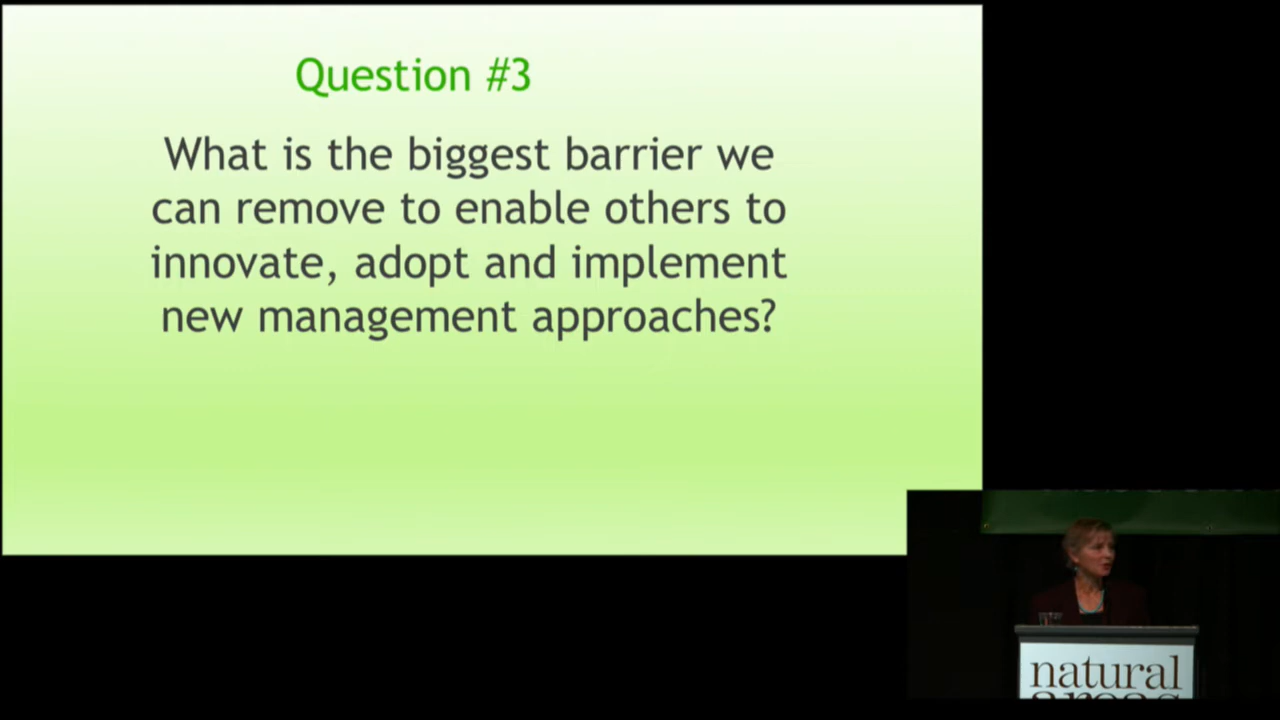 Question #3
What is the biggest barrier we
can remove to enable others to
innovate, adopt and implement
new management approaches?
natural
areas